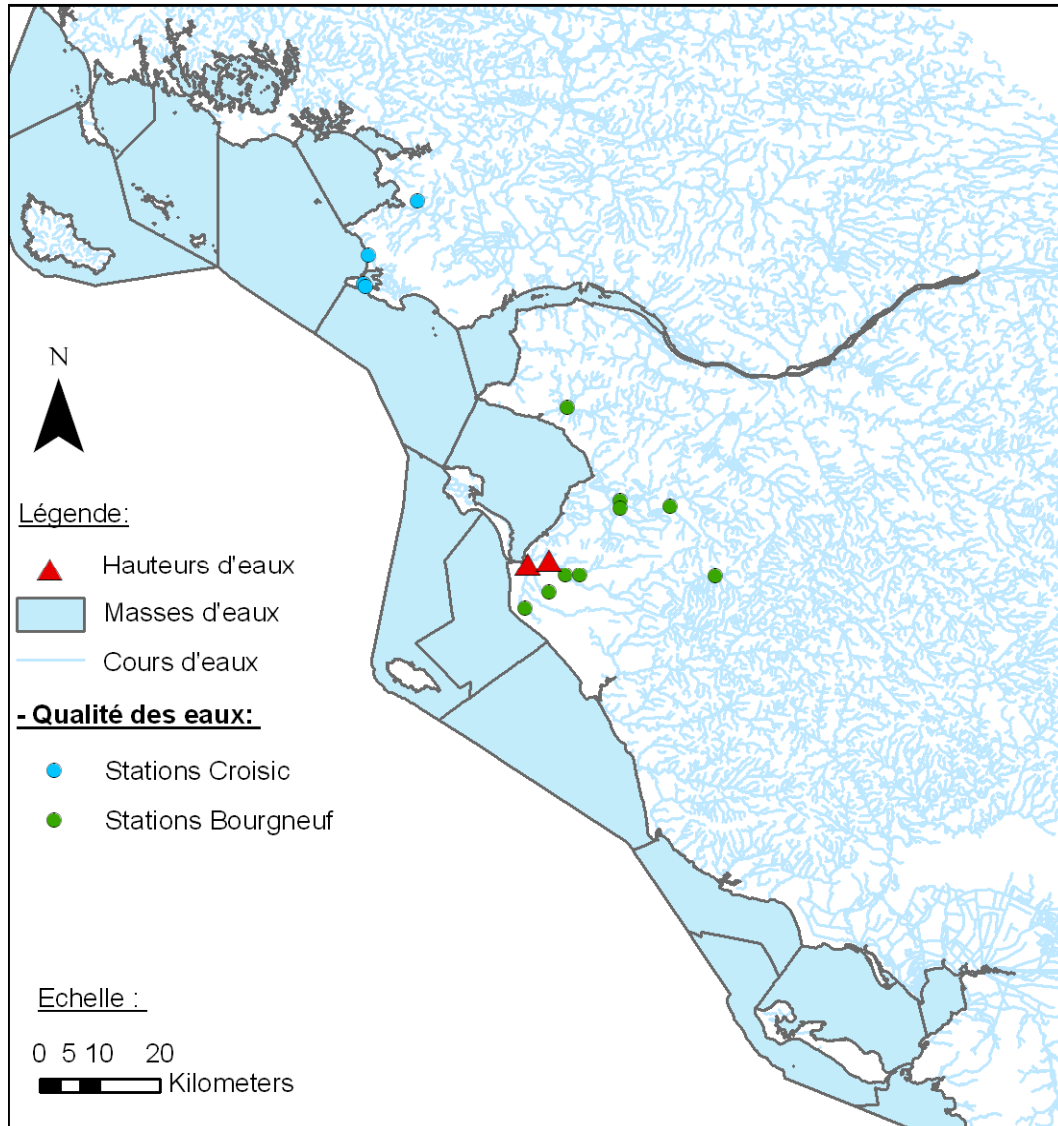 N
Légende:
Hauteurs d'eaux
Masses d'eaux
Cours d'eaux
- Qualité des eaux:
Stations Croisic
Stations Bourgneuf
Echelle :
0 5 10 20
Kilometers